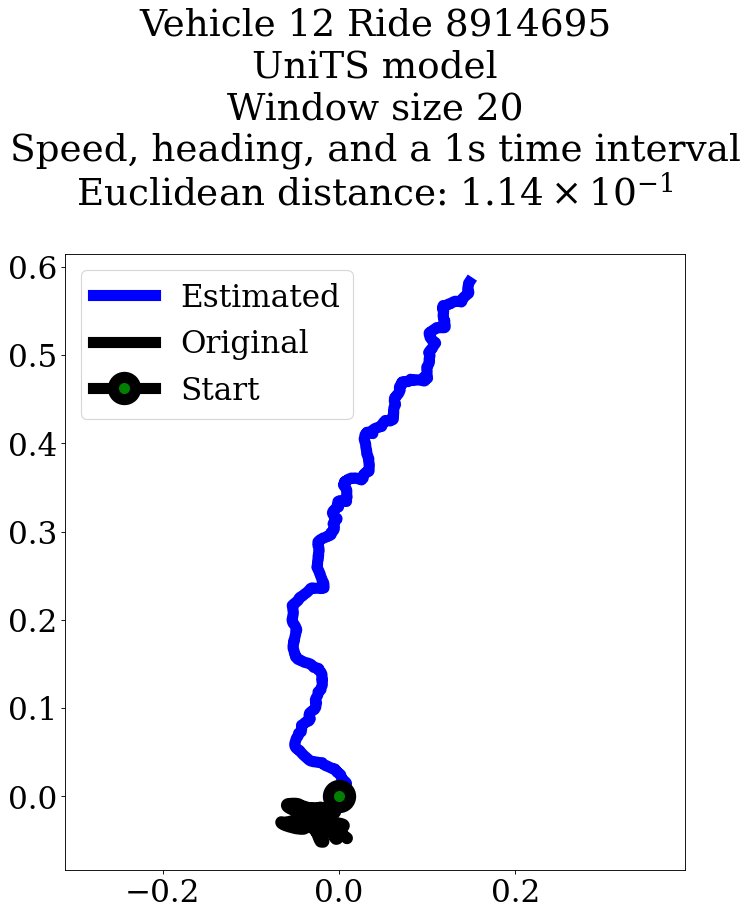 Vehicle 12 Ride 8914695
UniTS model
Window size 20
Speed, heading, and a 1s time interval
Euclidean distance: 1.14 × 10⁻¹
0.6
Estimated
Original
Start
0.5
0.4
0.3
0.2
0.1
0.0
−0.2 0.0 0.2